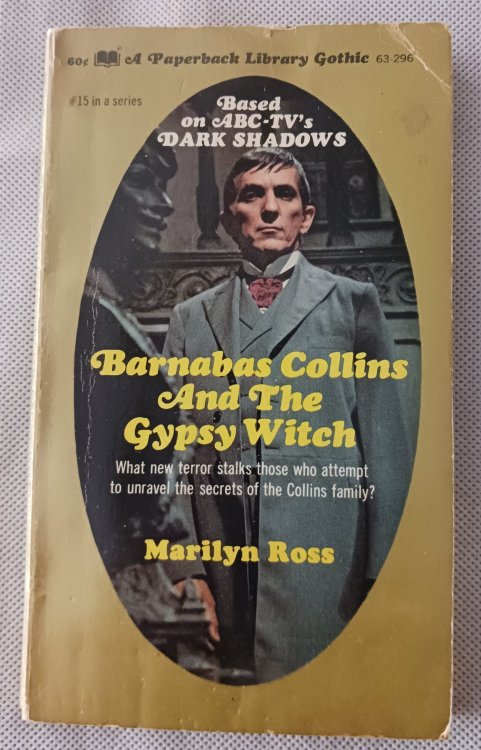 60¢ A Paperback Library Gothic 63-296
#15 in a series
Based
on ABC-TV's
DARK SHADOWS
Barnabas Collins
And The
Gypsy Witch
What new terror stalks those who attempt
to unravel the secrets of the Collins family?
Marilyn Ross